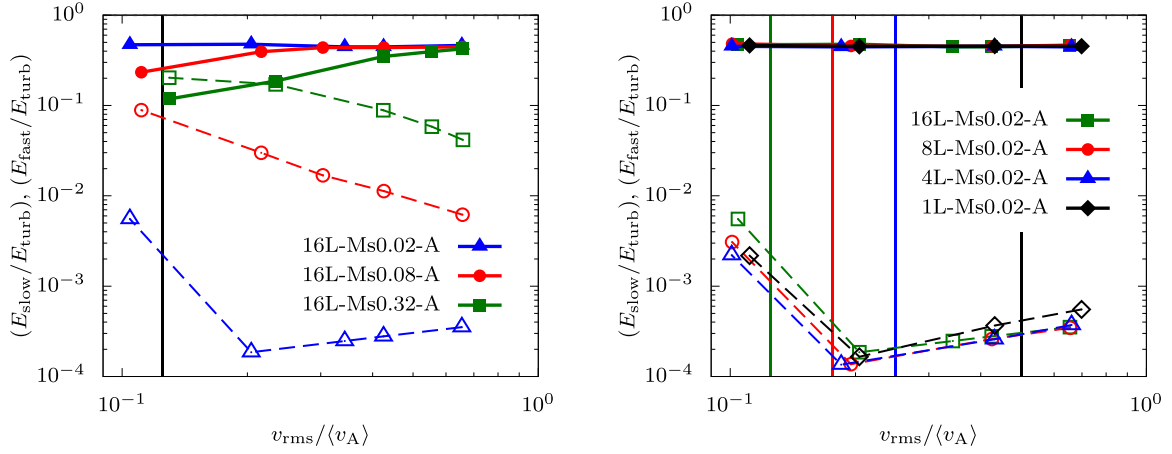 (E_slow/E_turb), (E_fast/E_turb)
10^0
10^−1
10^−2
10^−3
10^−4
16L-Ms0.02-A
16L-Ms0.08-A
16L-Ms0.32-A
10^−1
10^0
v_rms/⟨v_A⟩
(E_slow/E_turb), (E_fast/E_turb)
10^0
10^−1
10^−2
10^−3
10^−4
16L-Ms0.02-A
8L-Ms0.02-A
4L-Ms0.02-A
1L-Ms0.02-A
10^−1
10^0
v_rms/⟨v_A⟩